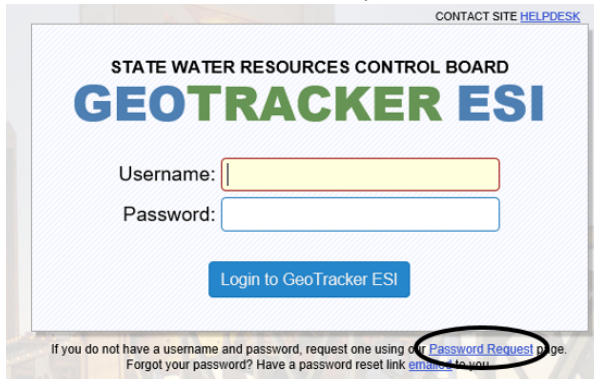 CONTACT SITE HELPDESK
STATE WATER RESOURCES CONTROL BOARD
GEOTRACKER ESI
Username:
Password:
Login to GeoTracker ESI
If you do not have a username and password, request one using our Password Request page.
Forgot your password? Have a password reset link emailed to you.